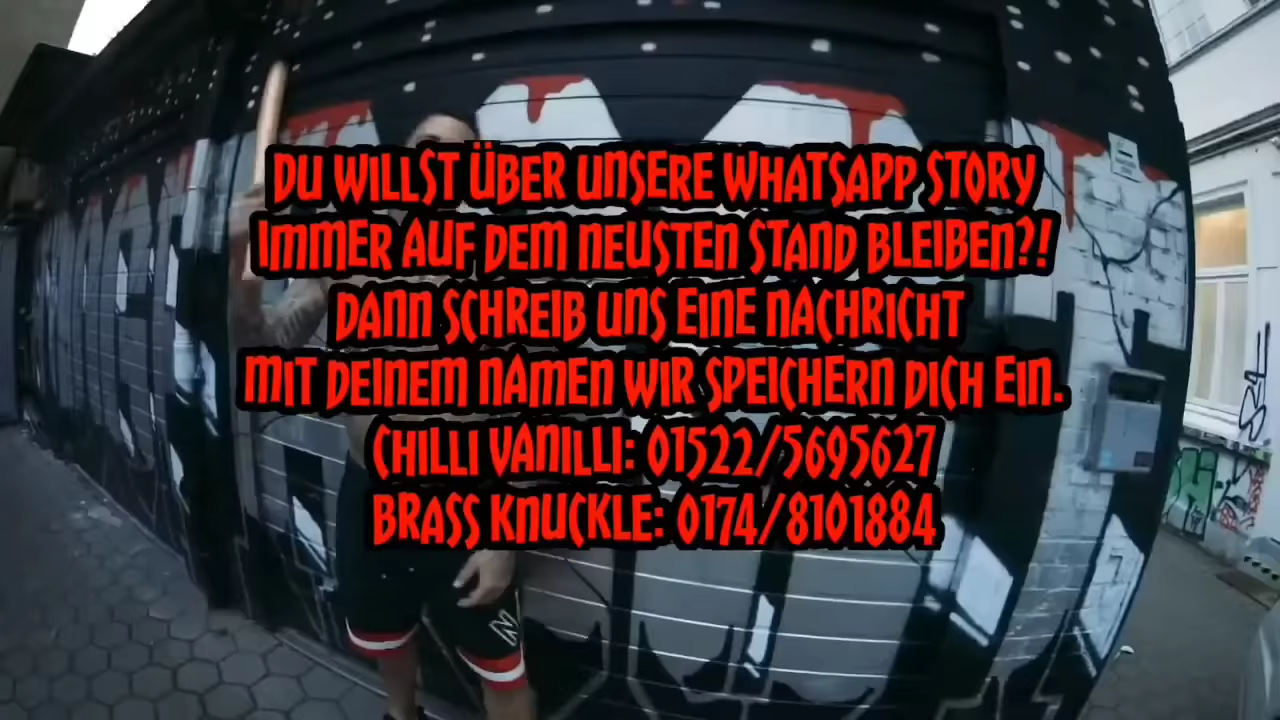 DU WILLST ÜBER UNSERE WHATSAPP STORY
IMMER AUF DEM NEUSTEN STAND BLEIBEN?!
DANN SCHREIB UNS EINE NACHRICHT
MIT DEINEM NAMEN WIR SPEICHERN DICH EIN.
CHILLI VANILLI: 01522/5695627
BRASS KNUCKLE: 0174/8101884